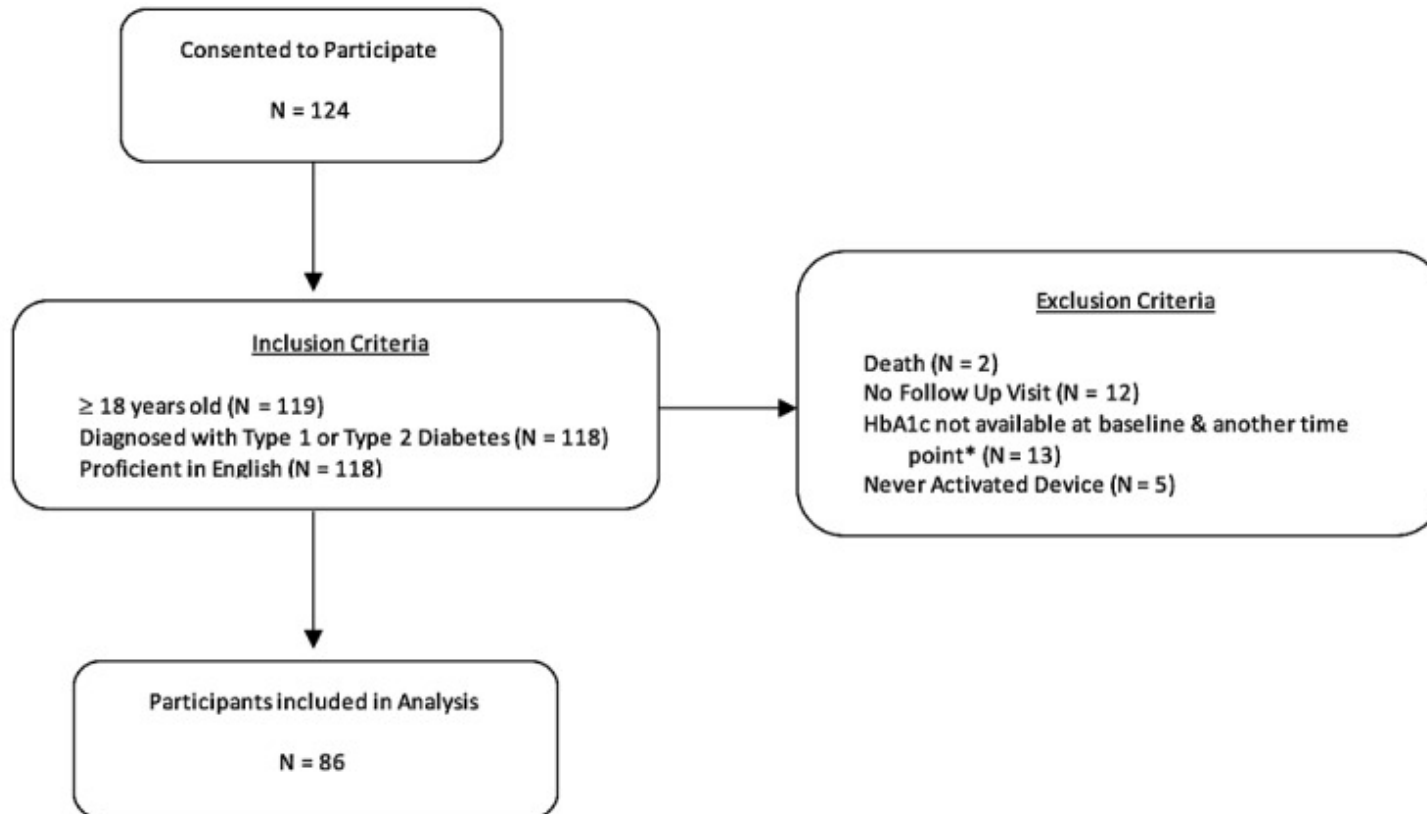 Consented to Participate
N = 124
Inclusion Criteria
≥ 18 years old (N = 119)
Diagnosed with Type 1 or Type 2 Diabetes (N = 118)
Proficient in English (N = 118)
Exclusion Criteria
Death (N = 2)
No Follow Up Visit (N = 12)
HbA1c not available at baseline & another time
point* (N = 13)
Never Activated Device (N = 5)
Participants included in Analysis
N = 86